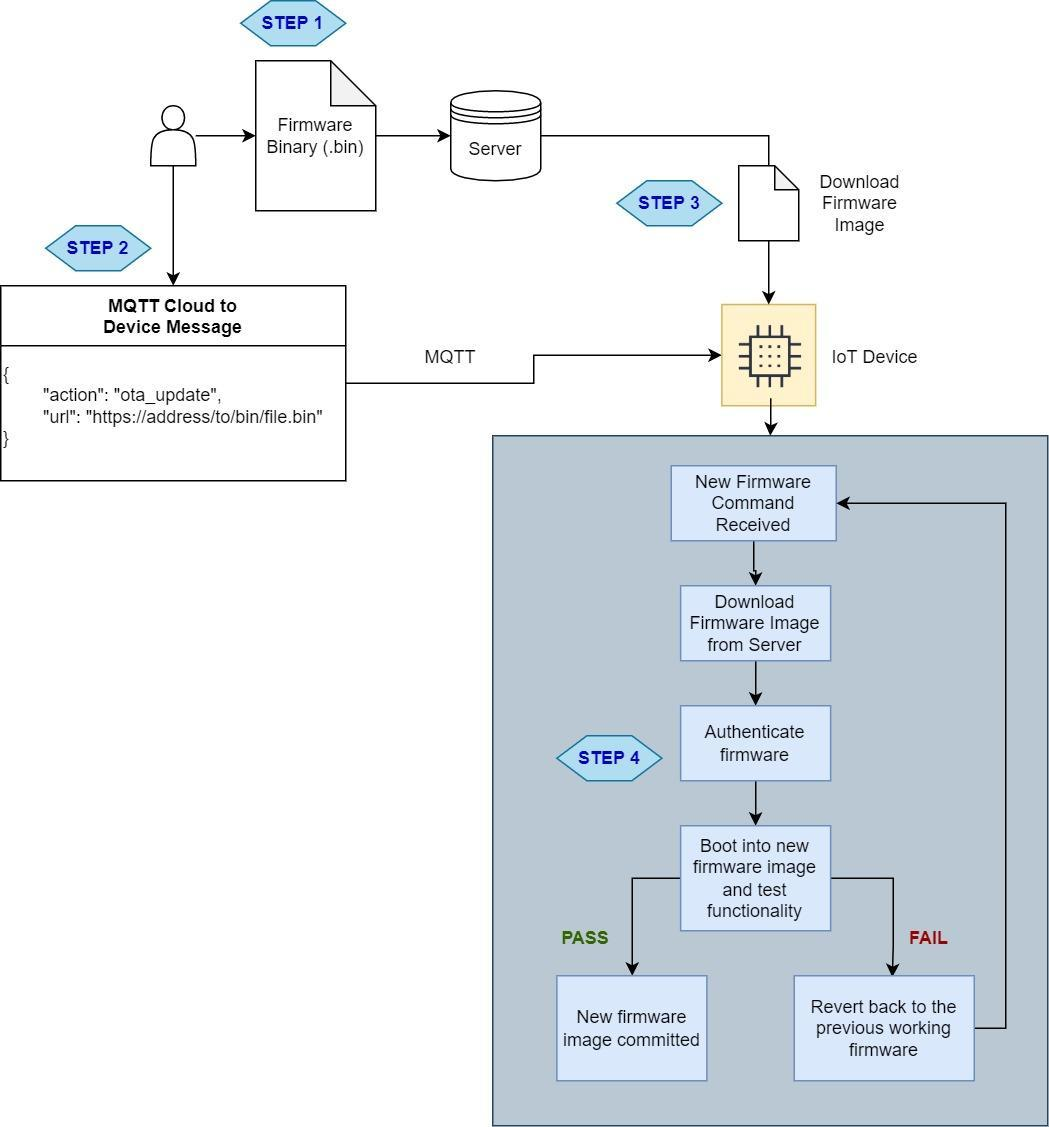 STEP 1
Firmware
Binary (.bin)
Server
STEP 3
Download
Firmware
Image
STEP 2
MQTT Cloud to
Device Message
{
"action": "ota_update",
"url": "https://address/to/bin/file.bin"
}
MQTT
IoT Device
New Firmware
Command
Received
Download
Firmware Image
from Server
STEP 4
Authenticate
firmware
Boot into new
firmware image
and test
functionality
PASS
FAIL
New firmware
image committed
Revert back to the
previous working
firmware